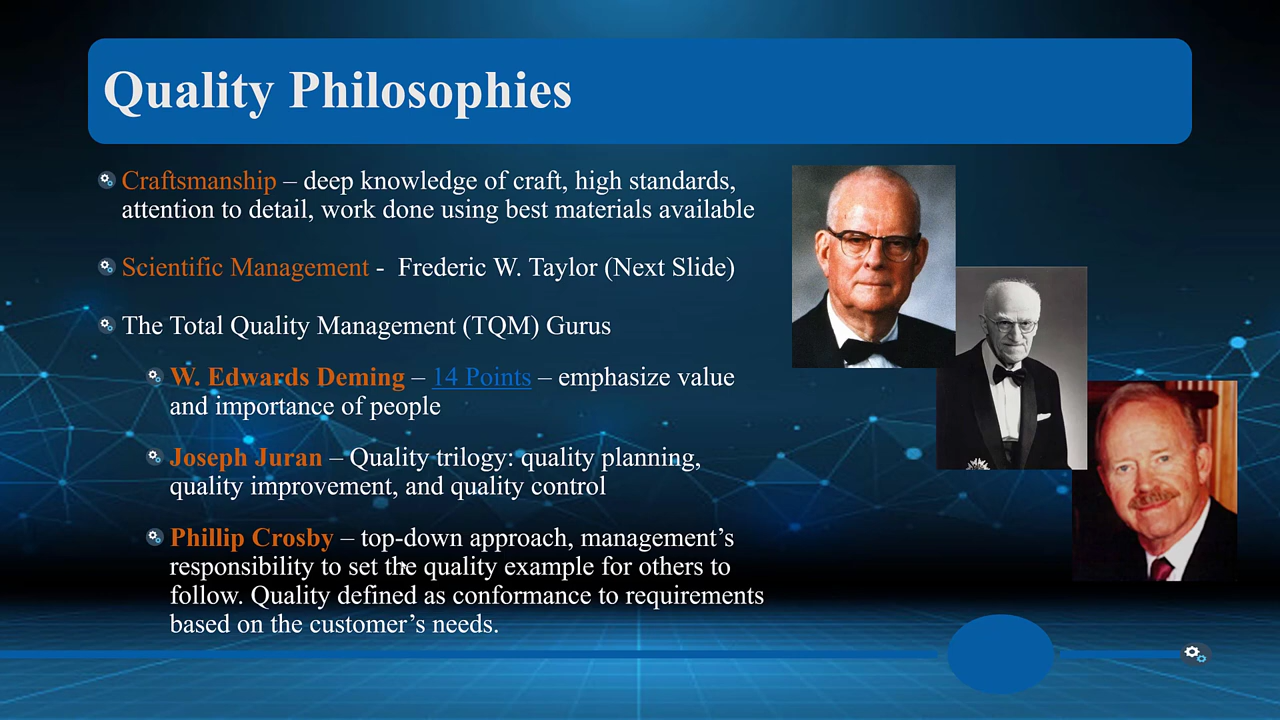 Quality Philosophies
Craftsmanship – deep knowledge of craft, high standards,
attention to detail, work done using best materials available
Scientific Management - Frederic W. Taylor (Next Slide)
The Total Quality Management (TQM) Gurus
W. Edwards Deming – 14 Points – emphasize value
and importance of people
Joseph Juran – Quality trilogy: quality planning,
quality improvement, and quality control
Phillip Crosby – top-down approach, management’s
responsibility to set the quality example for others to
follow. Quality defined as conformance to requirements
based on the customer’s needs.